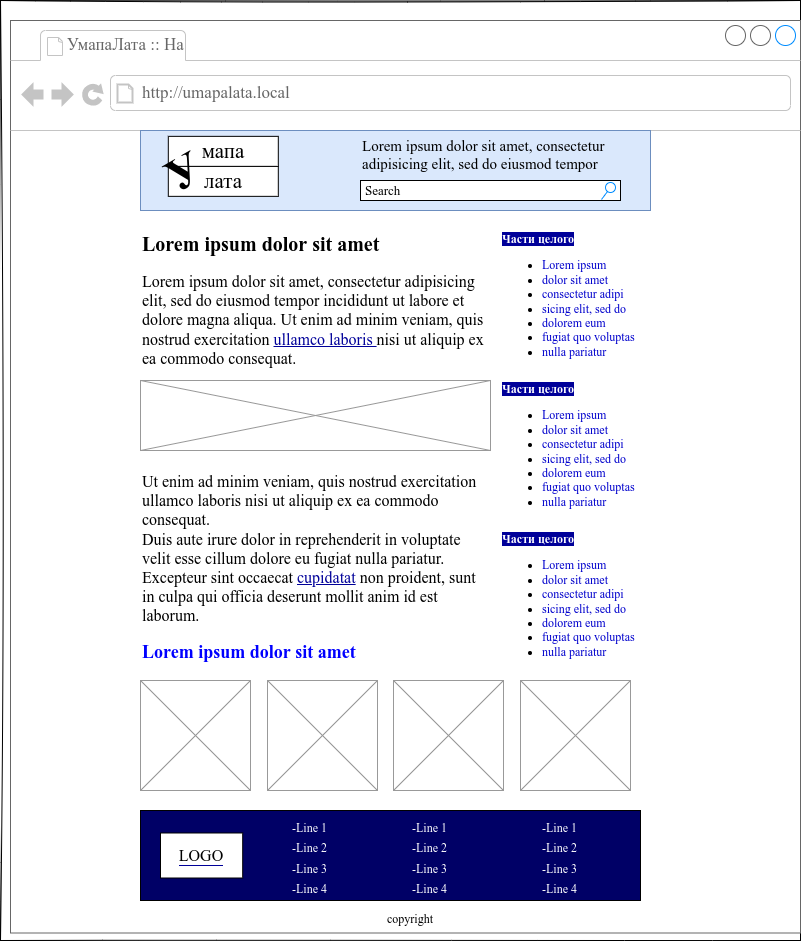 УмапаЛата :: На
http://umapalata.local
У
мапа
лата
Lorem ipsum dolor sit amet, consectetur
adipisicing elit, sed do eiusmod tempor
Search
Lorem ipsum dolor sit amet
Lorem ipsum dolor sit amet, consectetur adipisicing
elit, sed do eiusmod tempor incididunt ut labore et
dolore magna aliqua. Ut enim ad minim veniam, quis
nostrud exercitation ullamco laboris nisi ut aliquip ex
ea commodo consequat.
Ut enim ad minim veniam, quis nostrud exercitation
ullamco laboris nisi ut aliquip ex ea commodo
consequat.
Duis aute irure dolor in reprehenderit in voluptate
velit esse cillum dolore eu fugiat nulla pariatur.
Excepteur sint occaecat cupidatat non proident, sunt
in culpa qui officia deserunt mollit anim id est
laborum.
Lorem ipsum dolor sit amet
Части целого
Lorem ipsum
dolor sit amet
consectetur adipi
sicing elit, sed do
dolorem eum
fugiat quo voluptas
nulla pariatur
Части целого
Lorem ipsum
dolor sit amet
consectetur adipi
sicing elit, sed do
dolorem eum
fugiat quo voluptas
nulla pariatur
Части целого
Lorem ipsum
dolor sit amet
consectetur adipi
sicing elit, sed do
dolorem eum
fugiat quo voluptas
nulla pariatur
LOGO
-Line 1
-Line 2
-Line 3
-Line 4
-Line 1
-Line 2
-Line 3
-Line 4
-Line 1
-Line 2
-Line 3
-Line 4
copyright